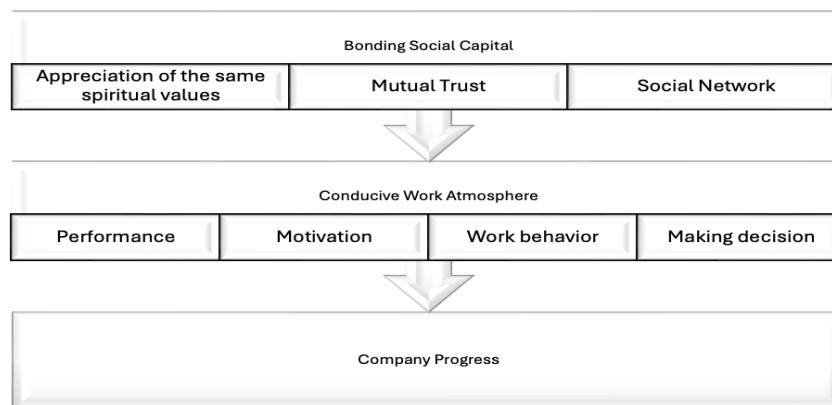 Bonding Social Capital
Appreciation of the same
spiritual values
Mutual Trust
Social Network
Conducive Work Atmosphere
Performance
Motivation
Work behavior
Making decision
Company Progress